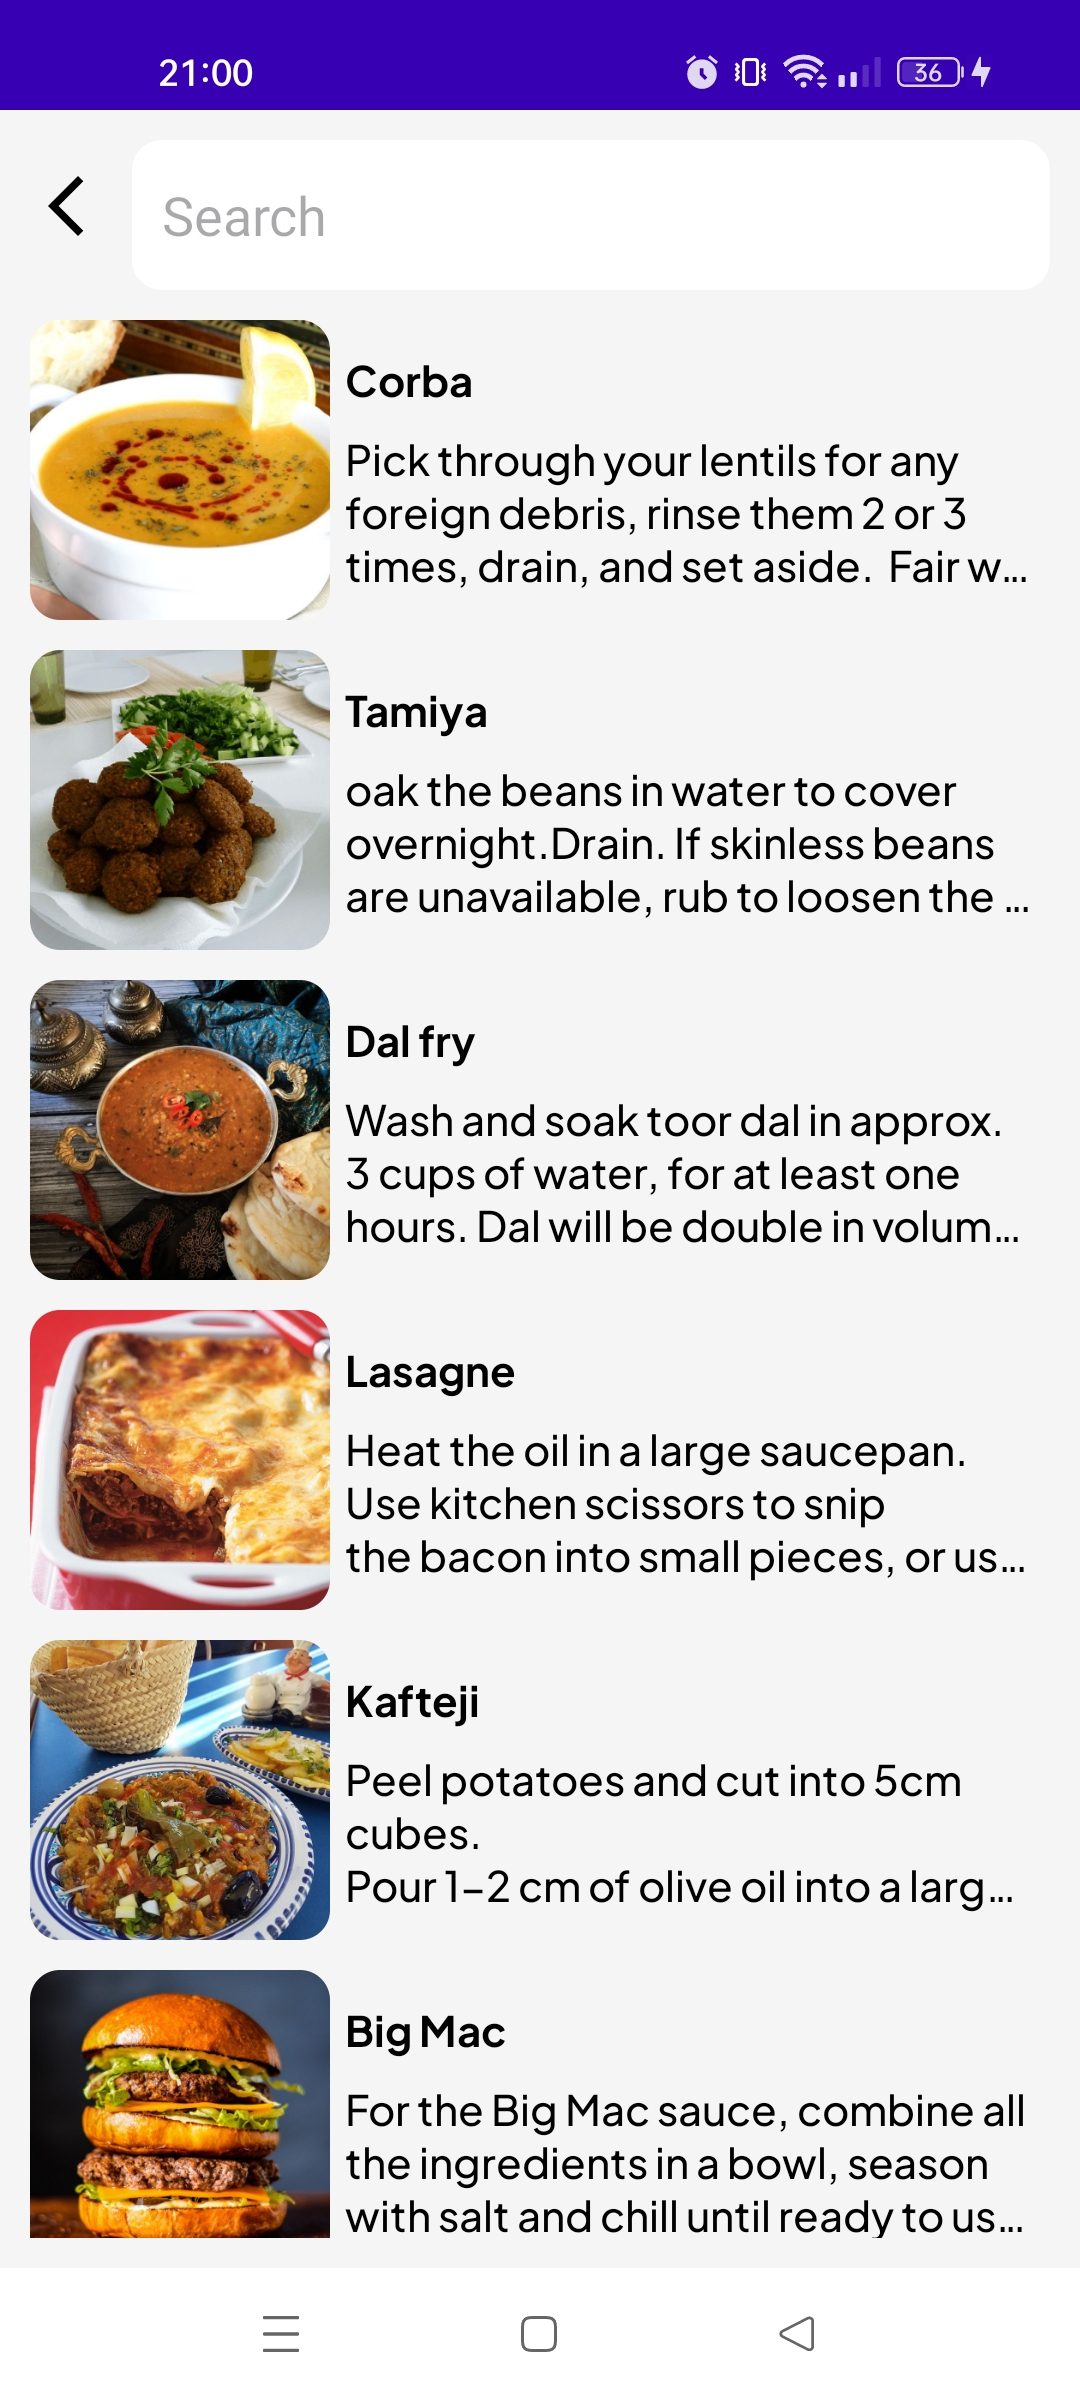 21:00
36
Search
Corba
Pick through your lentils for any
foreign debris, rinse them 2 or 3
times, drain, and set aside.  Fair w...
Tamiya
oak the beans in water to cover
overnight.Drain. If skinless beans
are unavailable, rub to loosen the ...
Dal fry
Wash and soak toor dal in approx.
3 cups of water, for at least one
hours. Dal will be double in volum...
Lasagne
Heat the oil in a large saucepan.
Use kitchen scissors to snip
the bacon into small pieces, or us...
Kafteji
Peel potatoes and cut into 5cm
cubes.
Pour 1–2 cm of olive oil into a larg...
Big Mac
For the Big Mac sauce, combine all
the ingredients in a bowl, season
with salt and chill until ready to us...